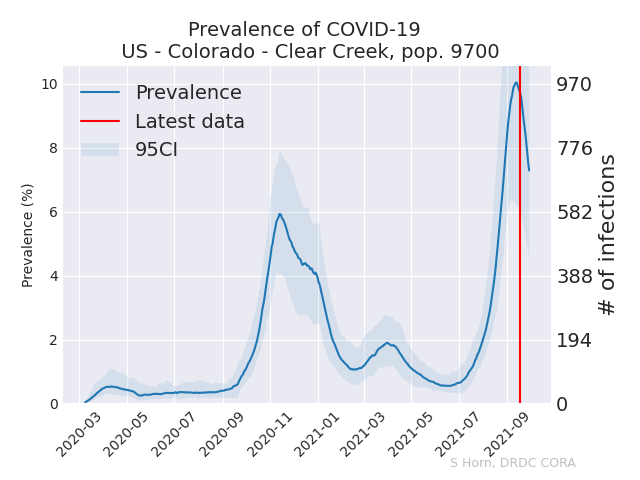 Prevalence of COVID-19
US - Colorado - Clear Creek, pop. 9700
Prevalence
Latest data
95CI
Prevalence (%)
10
8
6
4
2
0
970
776
582
388
194
0
# of infections
2020-03
2020-05
2020-07
2020-09
2020-11
2021-01
2021-03
2021-05
2021-07
2021-09
S Horn, DRDC CORA